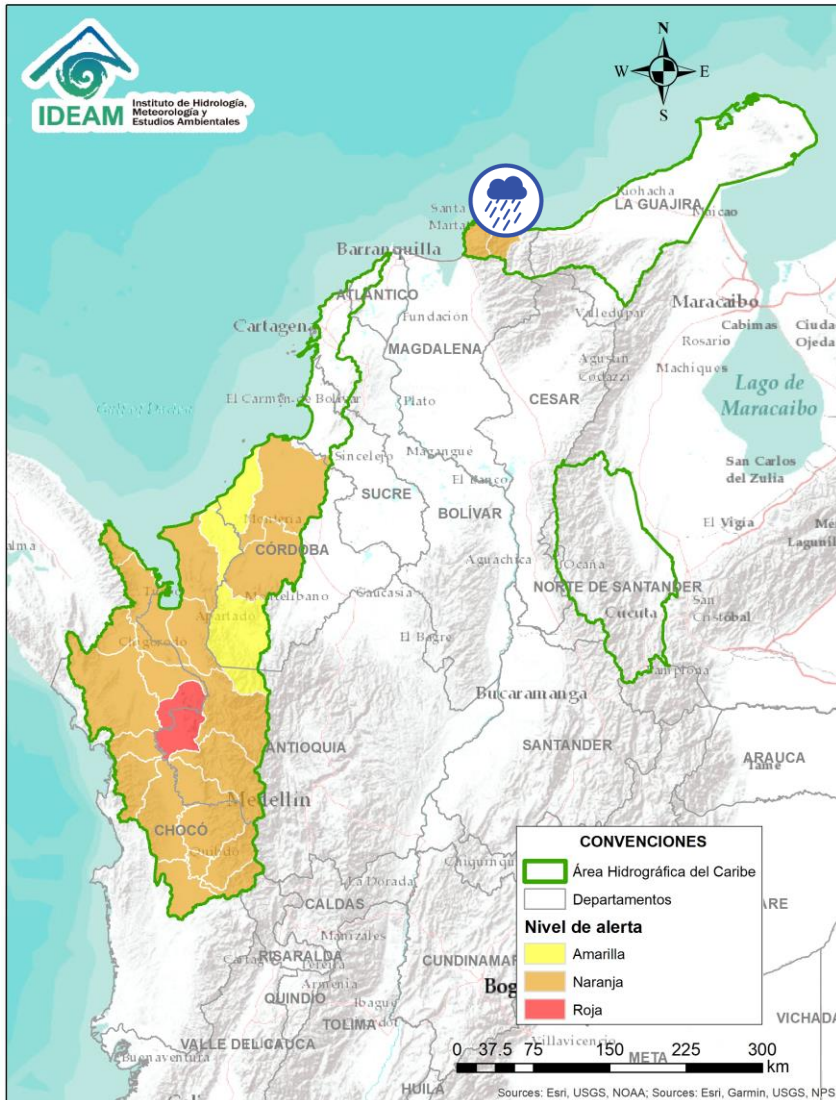 IDEAM
Instituto de Hidrología,
Meteorología y
Estudios Ambientales
N
W
E
S
Riohacha
LA GUAJIRA
Maicao
Santa
Marta
Barranquilla
ATLÁNTICO
Cartagena
Fundación
Valledupar
Maracaibo
Cabimas
Ciudad
Ojeda
Rosario
MAGDALENA
Machiques
Agustín
Codazzi
CESAR
Lago de
Maracaibo
El Carmen de Bolívar
Plato
Sincelejo
Magangué
San Carlos
del Zulia
El Banco
SUCRE
BOLÍVAR
El Vigía
Montería
CÓRDOBA
Aguachica
Ocaña
NORTE DE SANTANDER
Montelíbano
Caucasia
Cúcuta
San
Cristóbal
Apartadó
El Bagre
Chigorodó
Pamplona
Bucaramanga
ANTIOQUIA
SANTANDER
ARAUCA
Tame
Medellín
CHOCÓ
Quibdó
La Dorada
CALDAS
Manizales
RISARALDA
Pereira
Armenia
QUINDÍO
Ibagué
TOLIMA
VALLE DEL CAUCA
Buenaventura
HUILA
Villavicencio
META
VICHADA
CONVENCIONES
Área Hidrográfica del Caribe
Departamentos
Nivel de alerta
Amarilla
Naranja
Roja
0 37.5 75 150 225 300
km
Sources: Esri, USGS, NOAA; Sources: Esri, Garmin, USGS, NPS